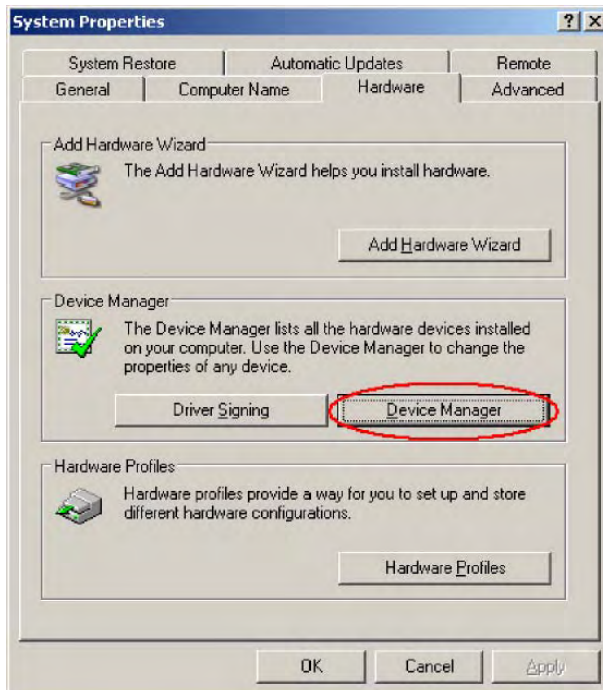 System Properties
System Restore Automatic Updates Remote
General Computer Name Hardware Advanced
Add Hardware Wizard
The Add Hardware Wizard helps you install hardware.
Add Hardware Wizard
Device Manager
The Device Manager lists all the hardware devices installed
on your computer. Use the Device Manager to change the
properties of any device.
Driver Signing Device Manager
Hardware Profiles
Hardware profiles provide a way for you to set up and store
different hardware configurations.
Hardware Profiles
OK Cancel Apply